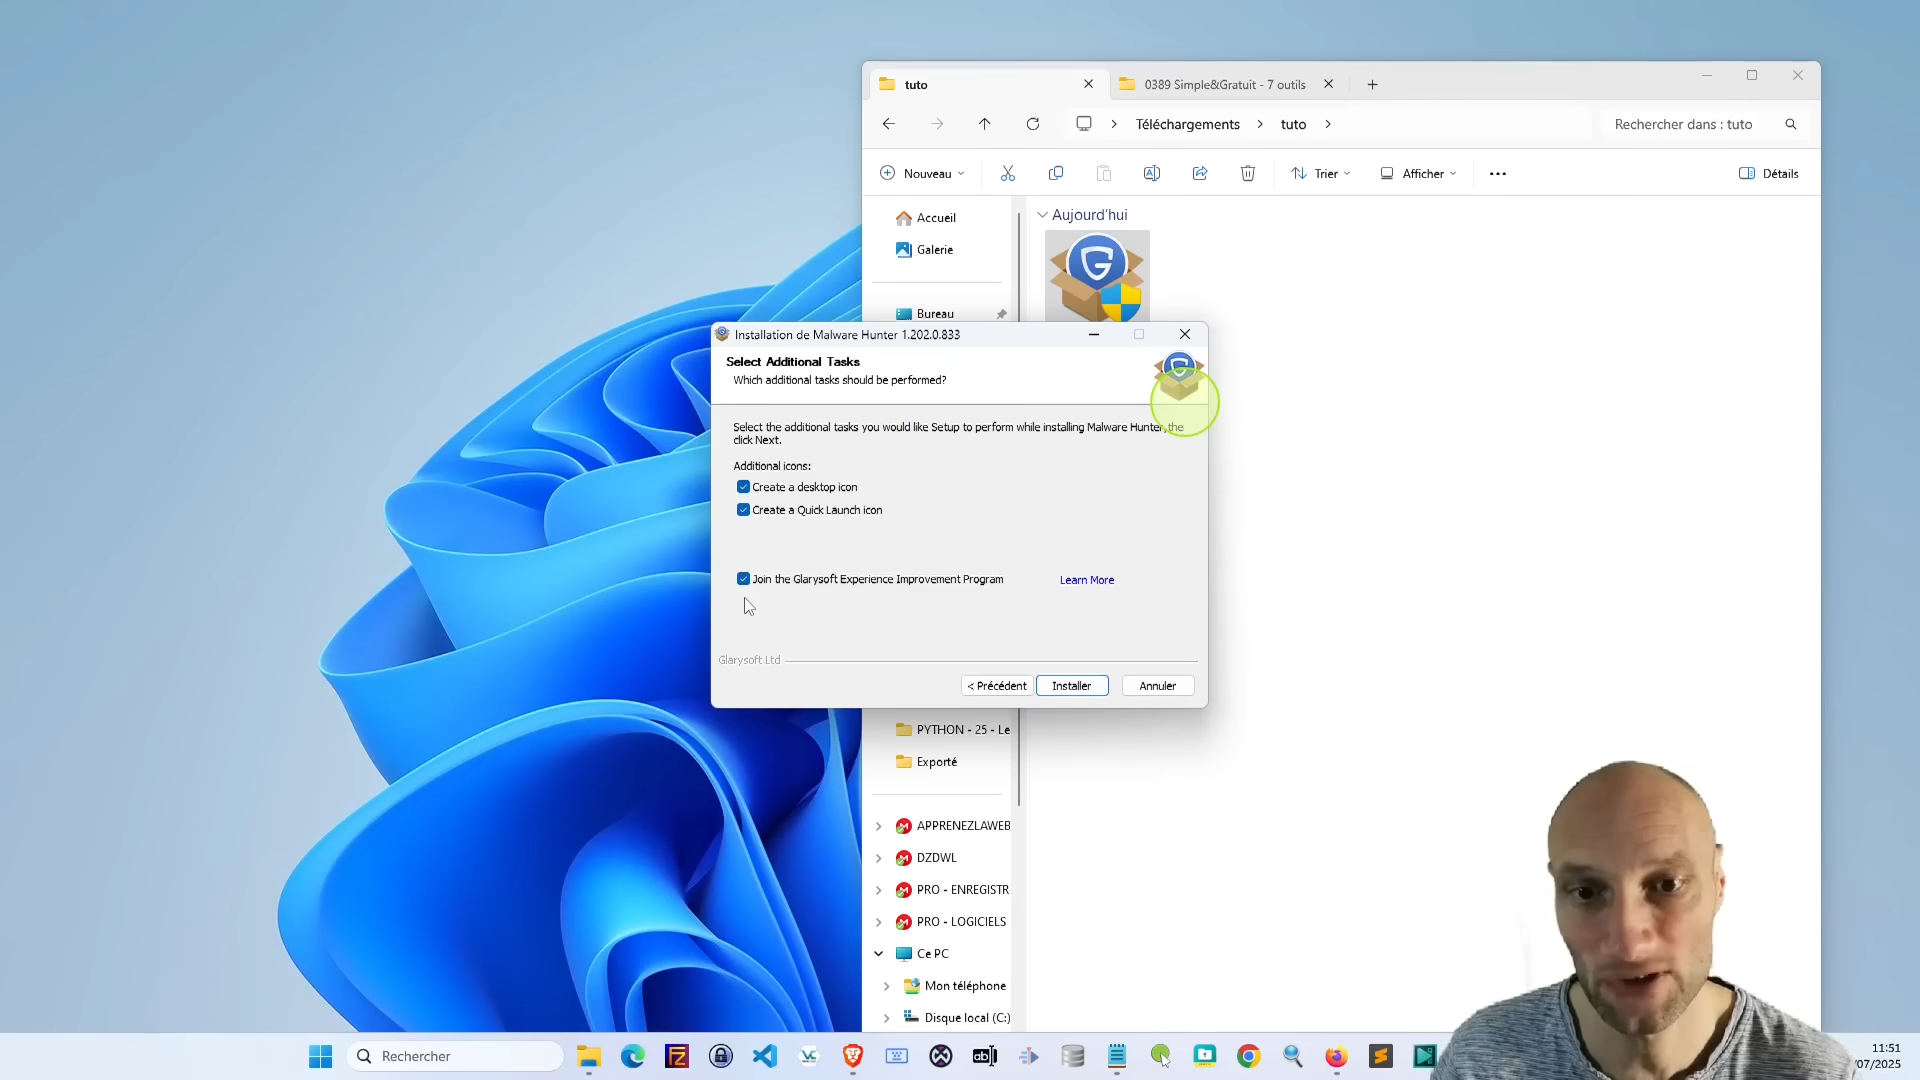 tuto
0389 Simple&Gratuit - 7 outils
Téléchargements
tuto
Rechercher dans : tuto
Nouveau
Trier
Afficher
Détails
Accueil
Galerie
Bureau
Aujourd'hui
Installation de Malware Hunter 1.202.0.833
Select Additional Tasks
Which additional tasks should be performed?
Select the additional tasks you would like Setup to perform while installing Malware Hunter, the
click Next.
Additional icons:
Create a desktop icon
Create a Quick Launch icon
Join the Glarysoft Experience Improvement Program
Learn More
Glarysoft Ltd
< Précédent
Installer
Annuler
PYTHON - 25 - Le
Exporté
APPRENEZLAWEB
DZDWL
PRO - ENREGISTR
PRO - LOGICIELS
Ce PC
Mon téléphone
Disque local (C:)
Rechercher
11:51
/07/2025